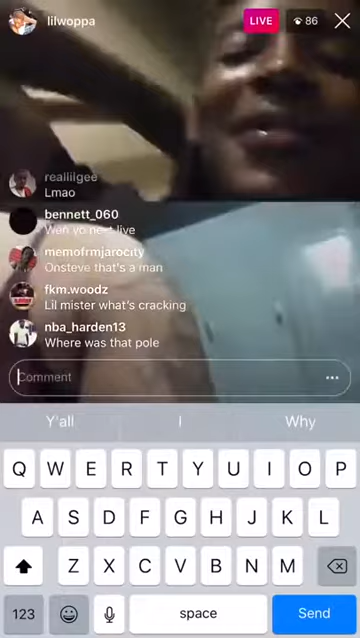 lilwoppa
LIVE
86
realiilgee
Lmao
bennett_060
Wen yo next live
memofrmjarocity
Onsteve that's a man
fkm.woodz
Lil mister what's cracking
nba_harden13
Where was that pole
Comment
Y'all I Why
Q W E R T Y U I O P
A S D F G H J K L
Z X C V B N M
123 space Send